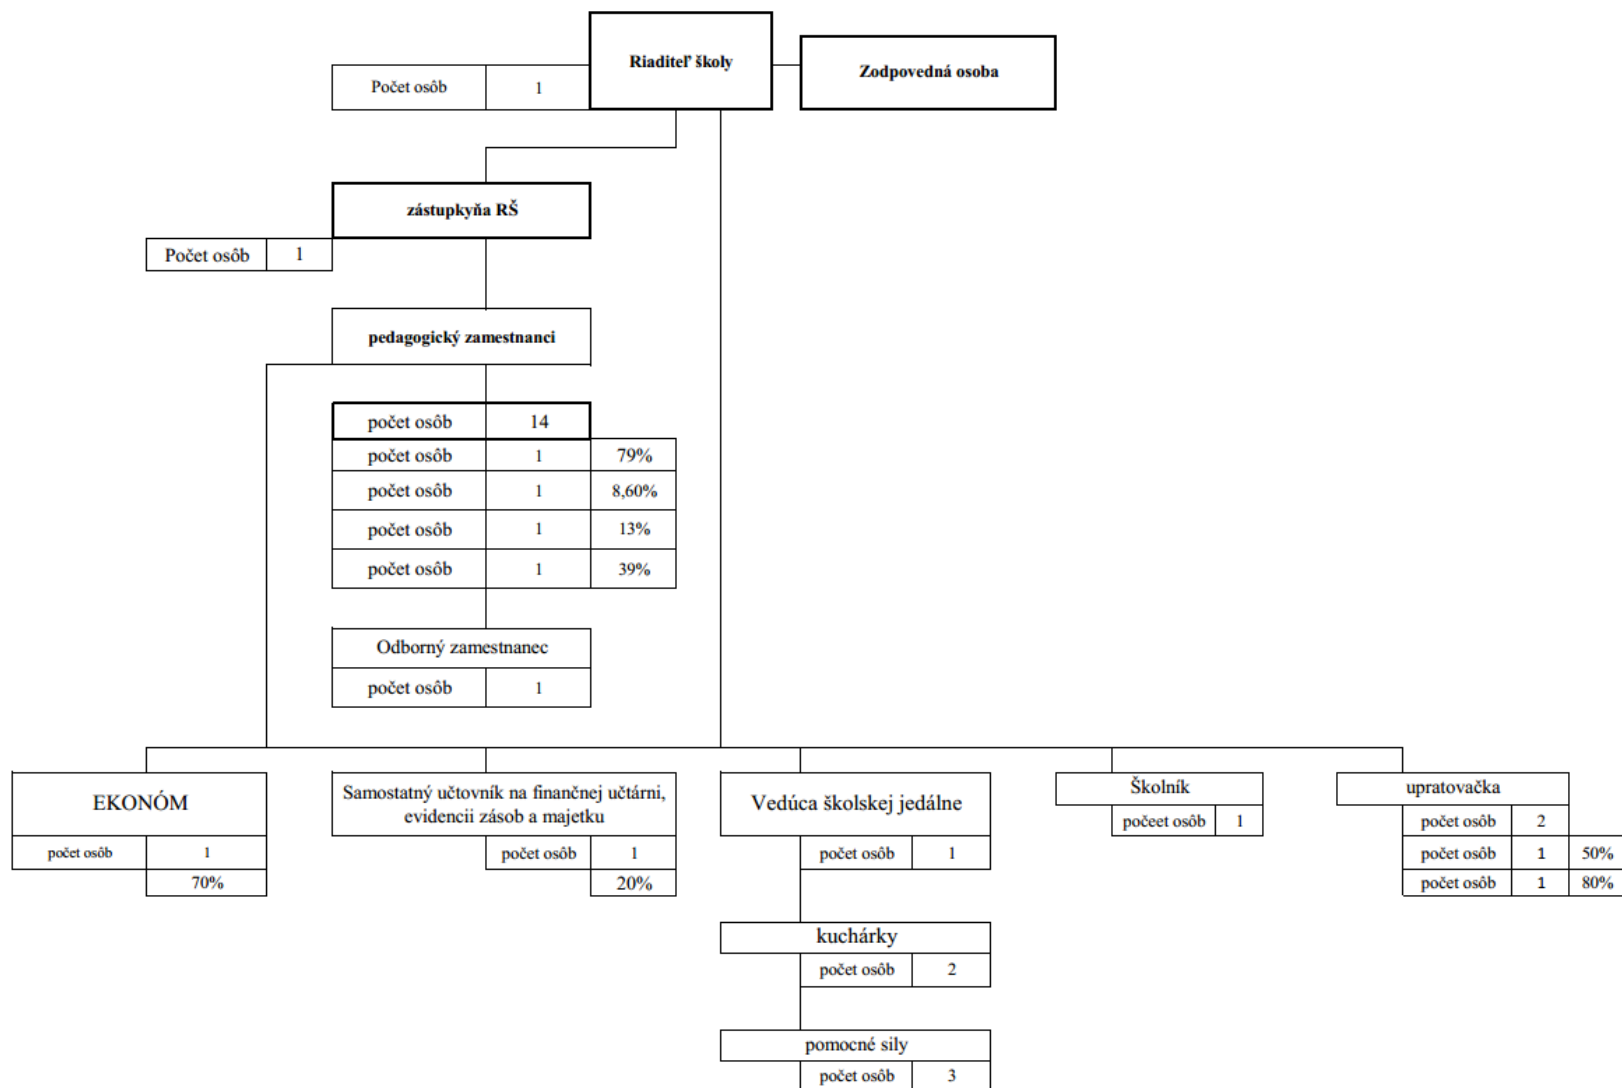 Riaditeľ školy
Zodpovedná osoba
Počet osôb 1
zástupkyňa RŠ
Počet osôb 1
pedagogický zamestnanci
počet osôb 14
počet osôb 1 79%
počet osôb 1 8,60%
počet osôb 1 13%
počet osôb 1 39%
Odborný zamestnanec
počet osôb 1
EKONÓM
počet osôb 1
70%
Samostatný učtovník na finančnej učtárni,
evidencii zásob a majetku
počet osôb 1
20%
Vedúca školskej jedálne
počet osôb 1
kuchárky
počet osôb 2
pomocné sily
počet osôb 3
Školník
počeet osôb 1
upratovačka
počet osôb 2
počet osôb 1 50%
počet osôb 1 80%